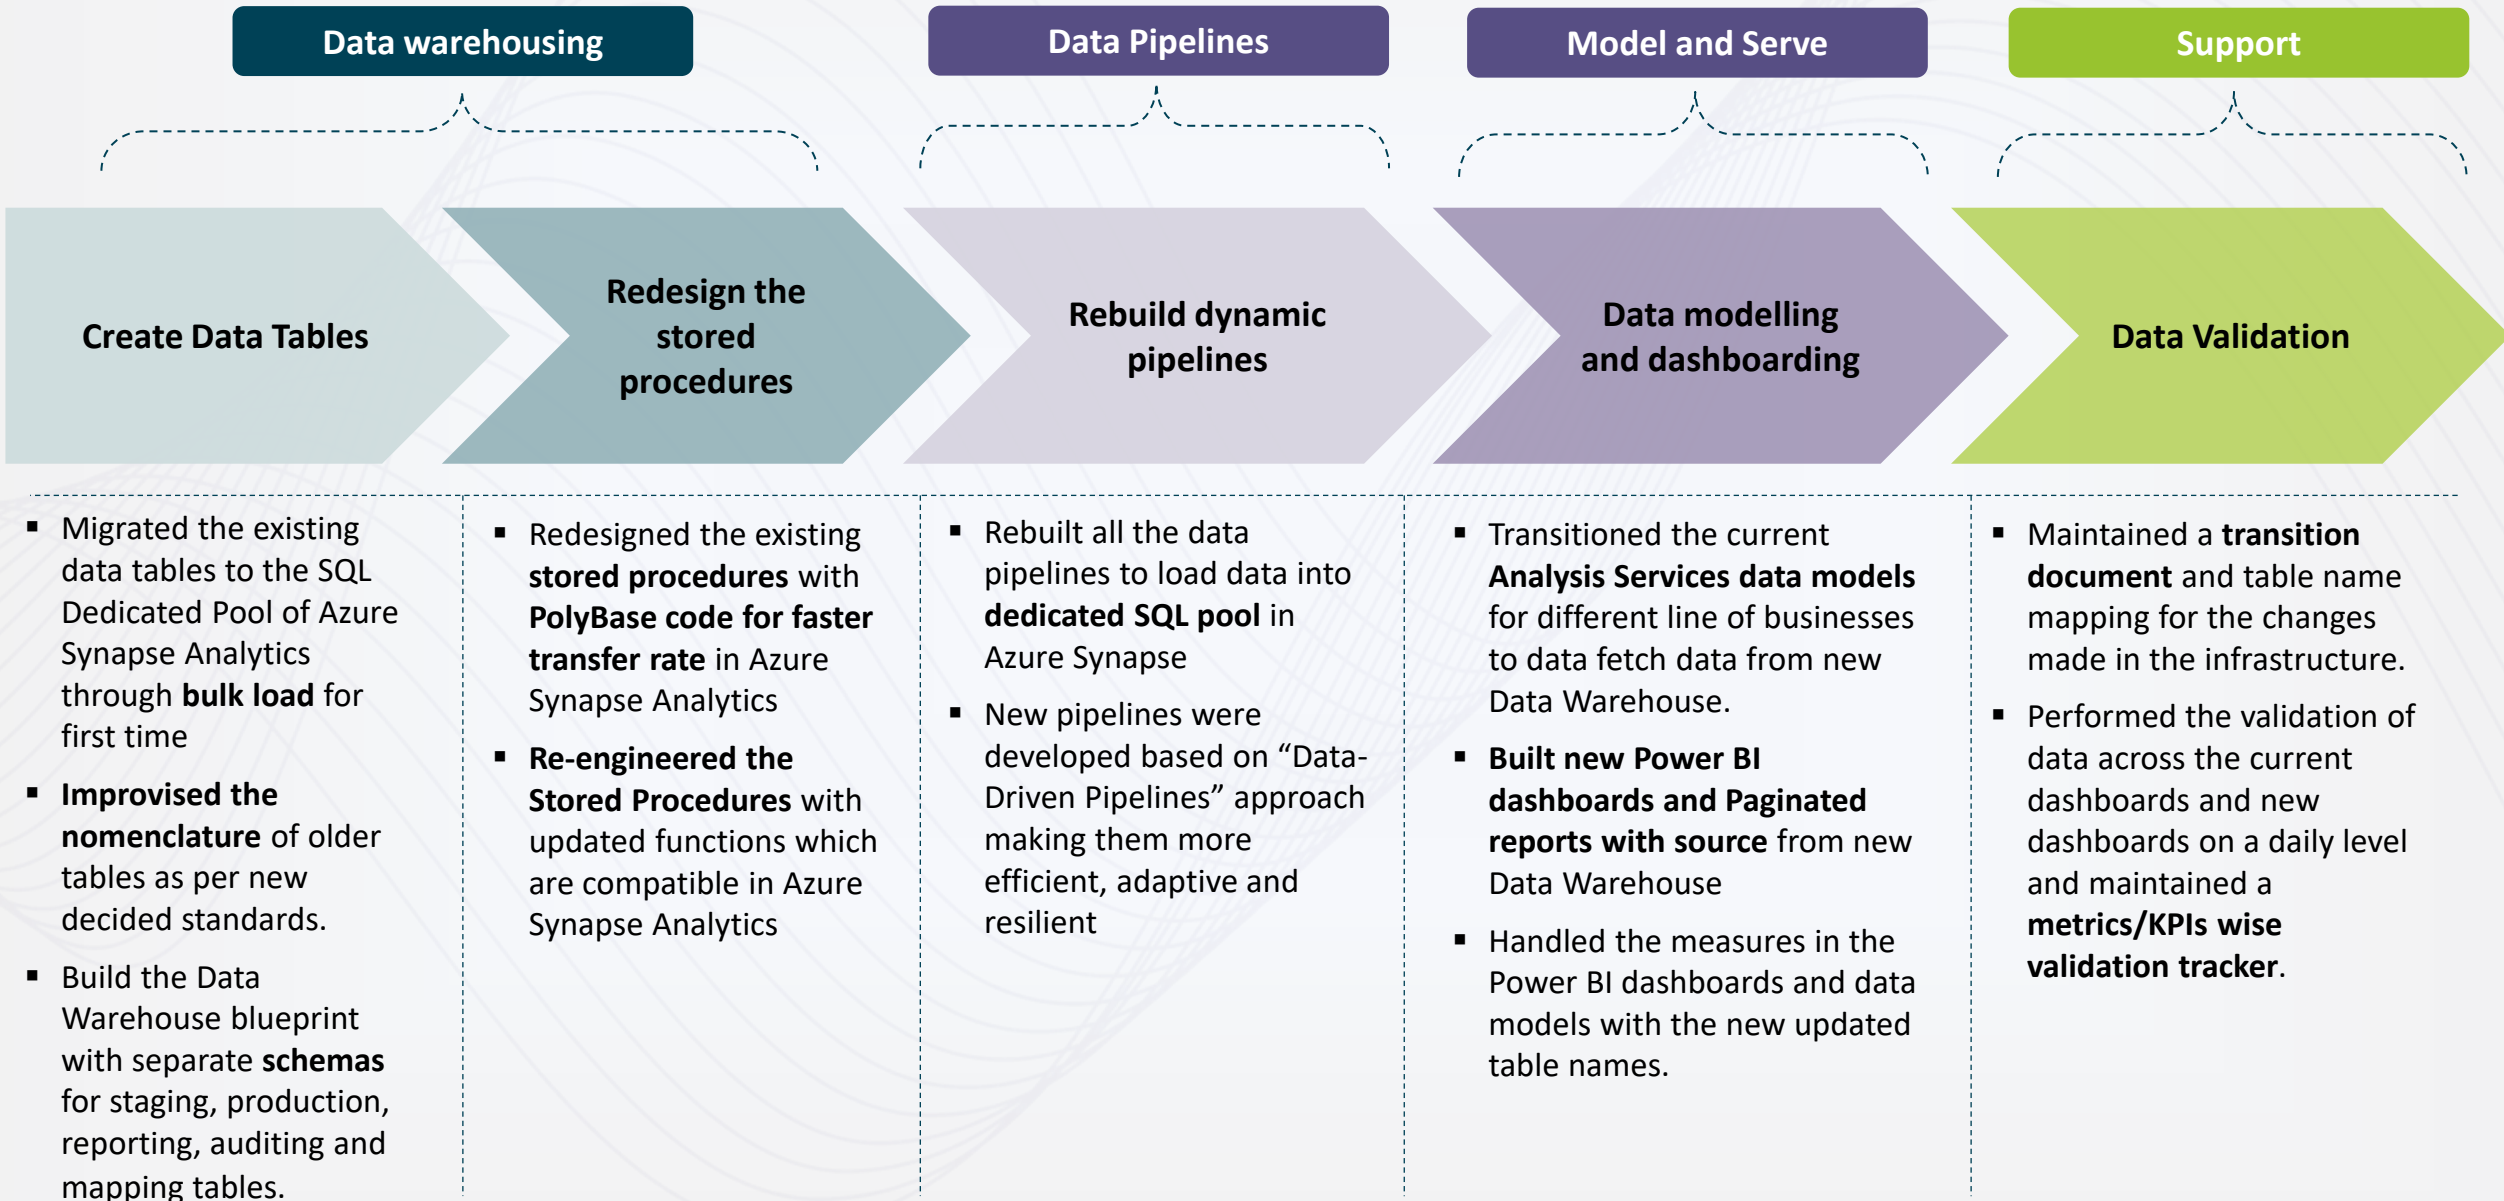 Data warehousing
Data Pipelines
Model and Serve
Support
Create Data Tables
Redesign the
stored
procedures
Rebuild dynamic
pipelines
Data modelling
and dashboarding
Data Validation
▪ Migrated the existing
data tables to the SQL
Dedicated Pool of Azure
Synapse Analytics
through bulk load for
first time
▪ Improvised the
nomenclature of older
tables as per new
decided standards.
▪ Build the Data
Warehouse blueprint
with separate schemas
for staging, production,
reporting, auditing and
mapping tables.
▪ Redesigned the existing
stored procedures with
PolyBase code for faster
transfer rate in Azure
Synapse Analytics
▪ Re-engineered the
Stored Procedures with
updated functions which
are compatible in Azure
Synapse Analytics
▪ Rebuilt all the data
pipelines to load data into
dedicated SQL pool in
Azure Synapse
▪ New pipelines were
developed based on “Data-
Driven Pipelines” approach
making them more
efficient, adaptive and
resilient
▪ Transitioned the current
Analysis Services data models
for different line of businesses
to data fetch data from new
Data Warehouse.
▪ Built new Power BI
dashboards and Paginated
reports with source from new
Data Warehouse
▪ Handled the measures in the
Power BI dashboards and data
models with the new updated
table names.
▪ Maintained a transition
document and table name
mapping for the changes
made in the infrastructure.
▪ Performed the validation of
data across the current
dashboards and new
dashboards on a daily level
and maintained a
metrics/KPIs wise
validation tracker.